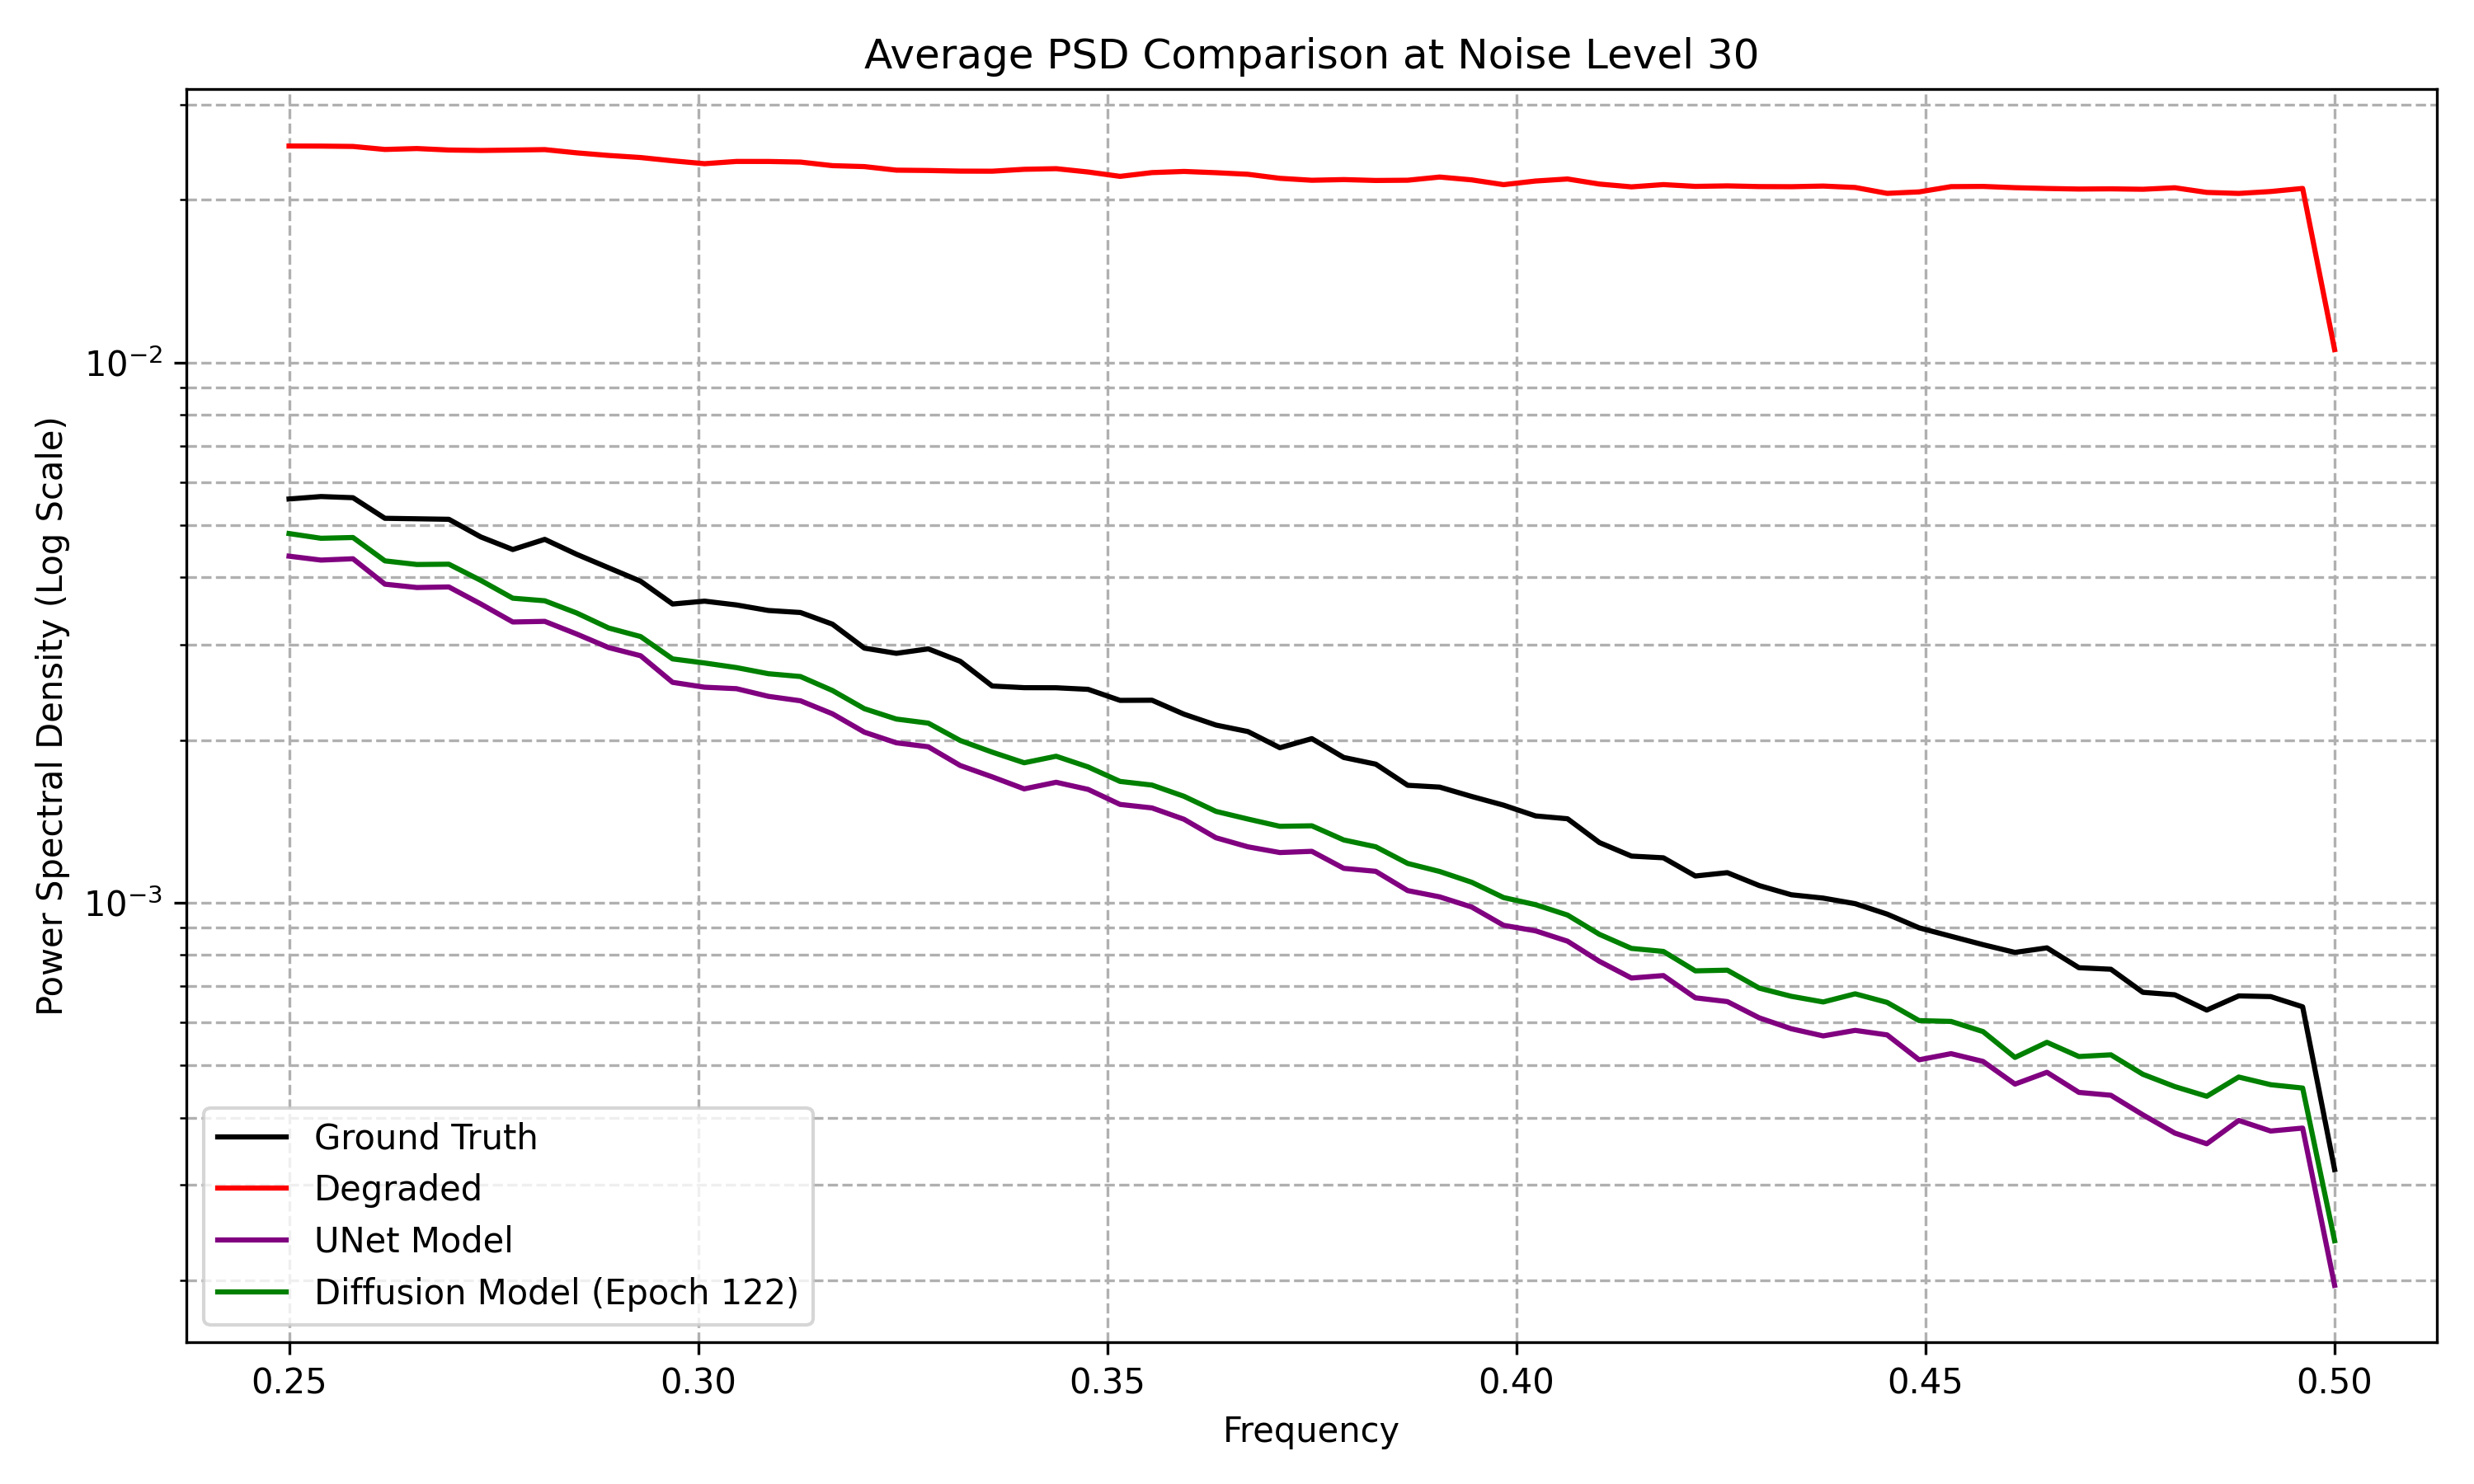 Average PSD Comparison at Noise Level 30
Power Spectral Density (Log Scale)
10⁻²
10⁻³
Ground Truth
Degraded
UNet Model
Diffusion Model (Epoch 122)
0.25 0.30 0.35 0.40 0.45 0.50
Frequency